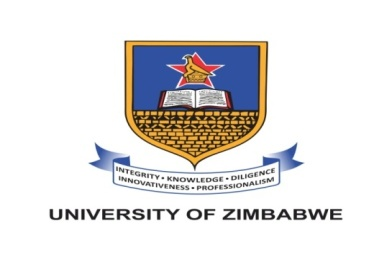 INTEGRITY • KNOWLEDGE • DILIGENCE
INNOVATIVENESS • PROFESSIONALISM
UNIVERSITY OF ZIMBABWE